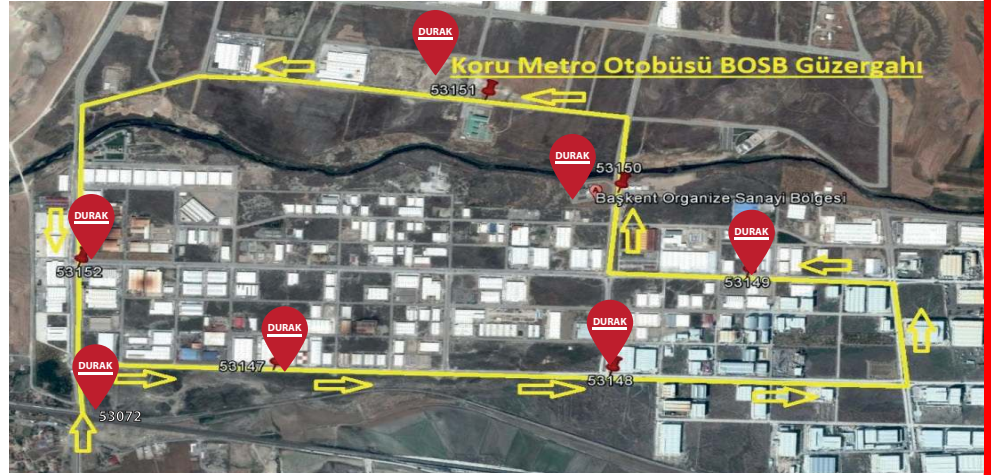 DURAK
Koru Metro Otobüsü BOSB Güzergahı
53151
DURAK
53150
Başkent Organize Sanayi Bölgesi
DURAK
DURAK
53152
53149
DURAK
DURAK
53147
53148
DURAK
53072